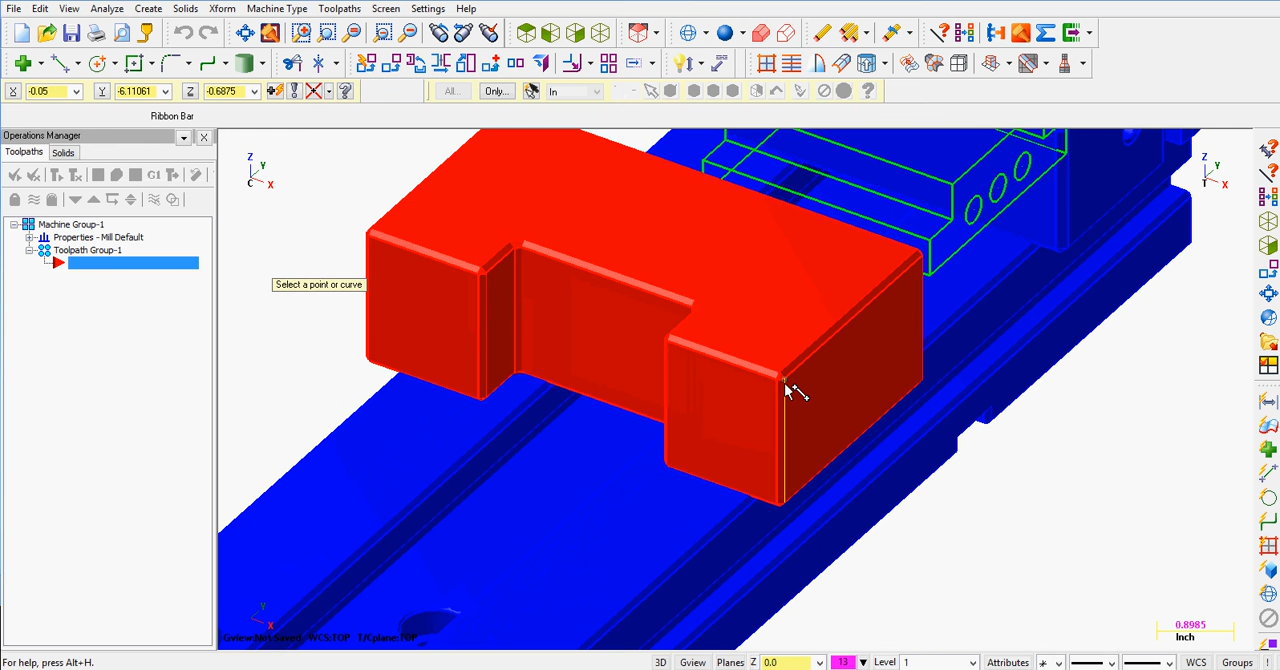 File Edit View Analyze Create Solids Xform Machine Type Toolpaths Screen Settings Help
X -0.05 Y -6.11061 Z -0.6875 All... Only... In
Ribbon Bar
Operations Manager
Toolpaths Solids
G1
Machine Group-1
Properties - Mill Default
Toolpath Group-1
Z
Y
X
C
Z
Y
X
T
Select a point or curve
Y
X
Gview:Not Saved WCS:TOP T/Cplane:TOP
0.8985
Inch
For help, press Alt+H. 3D Gview Planes Z 0.0 13 Level 1 Attributes WCS Groups